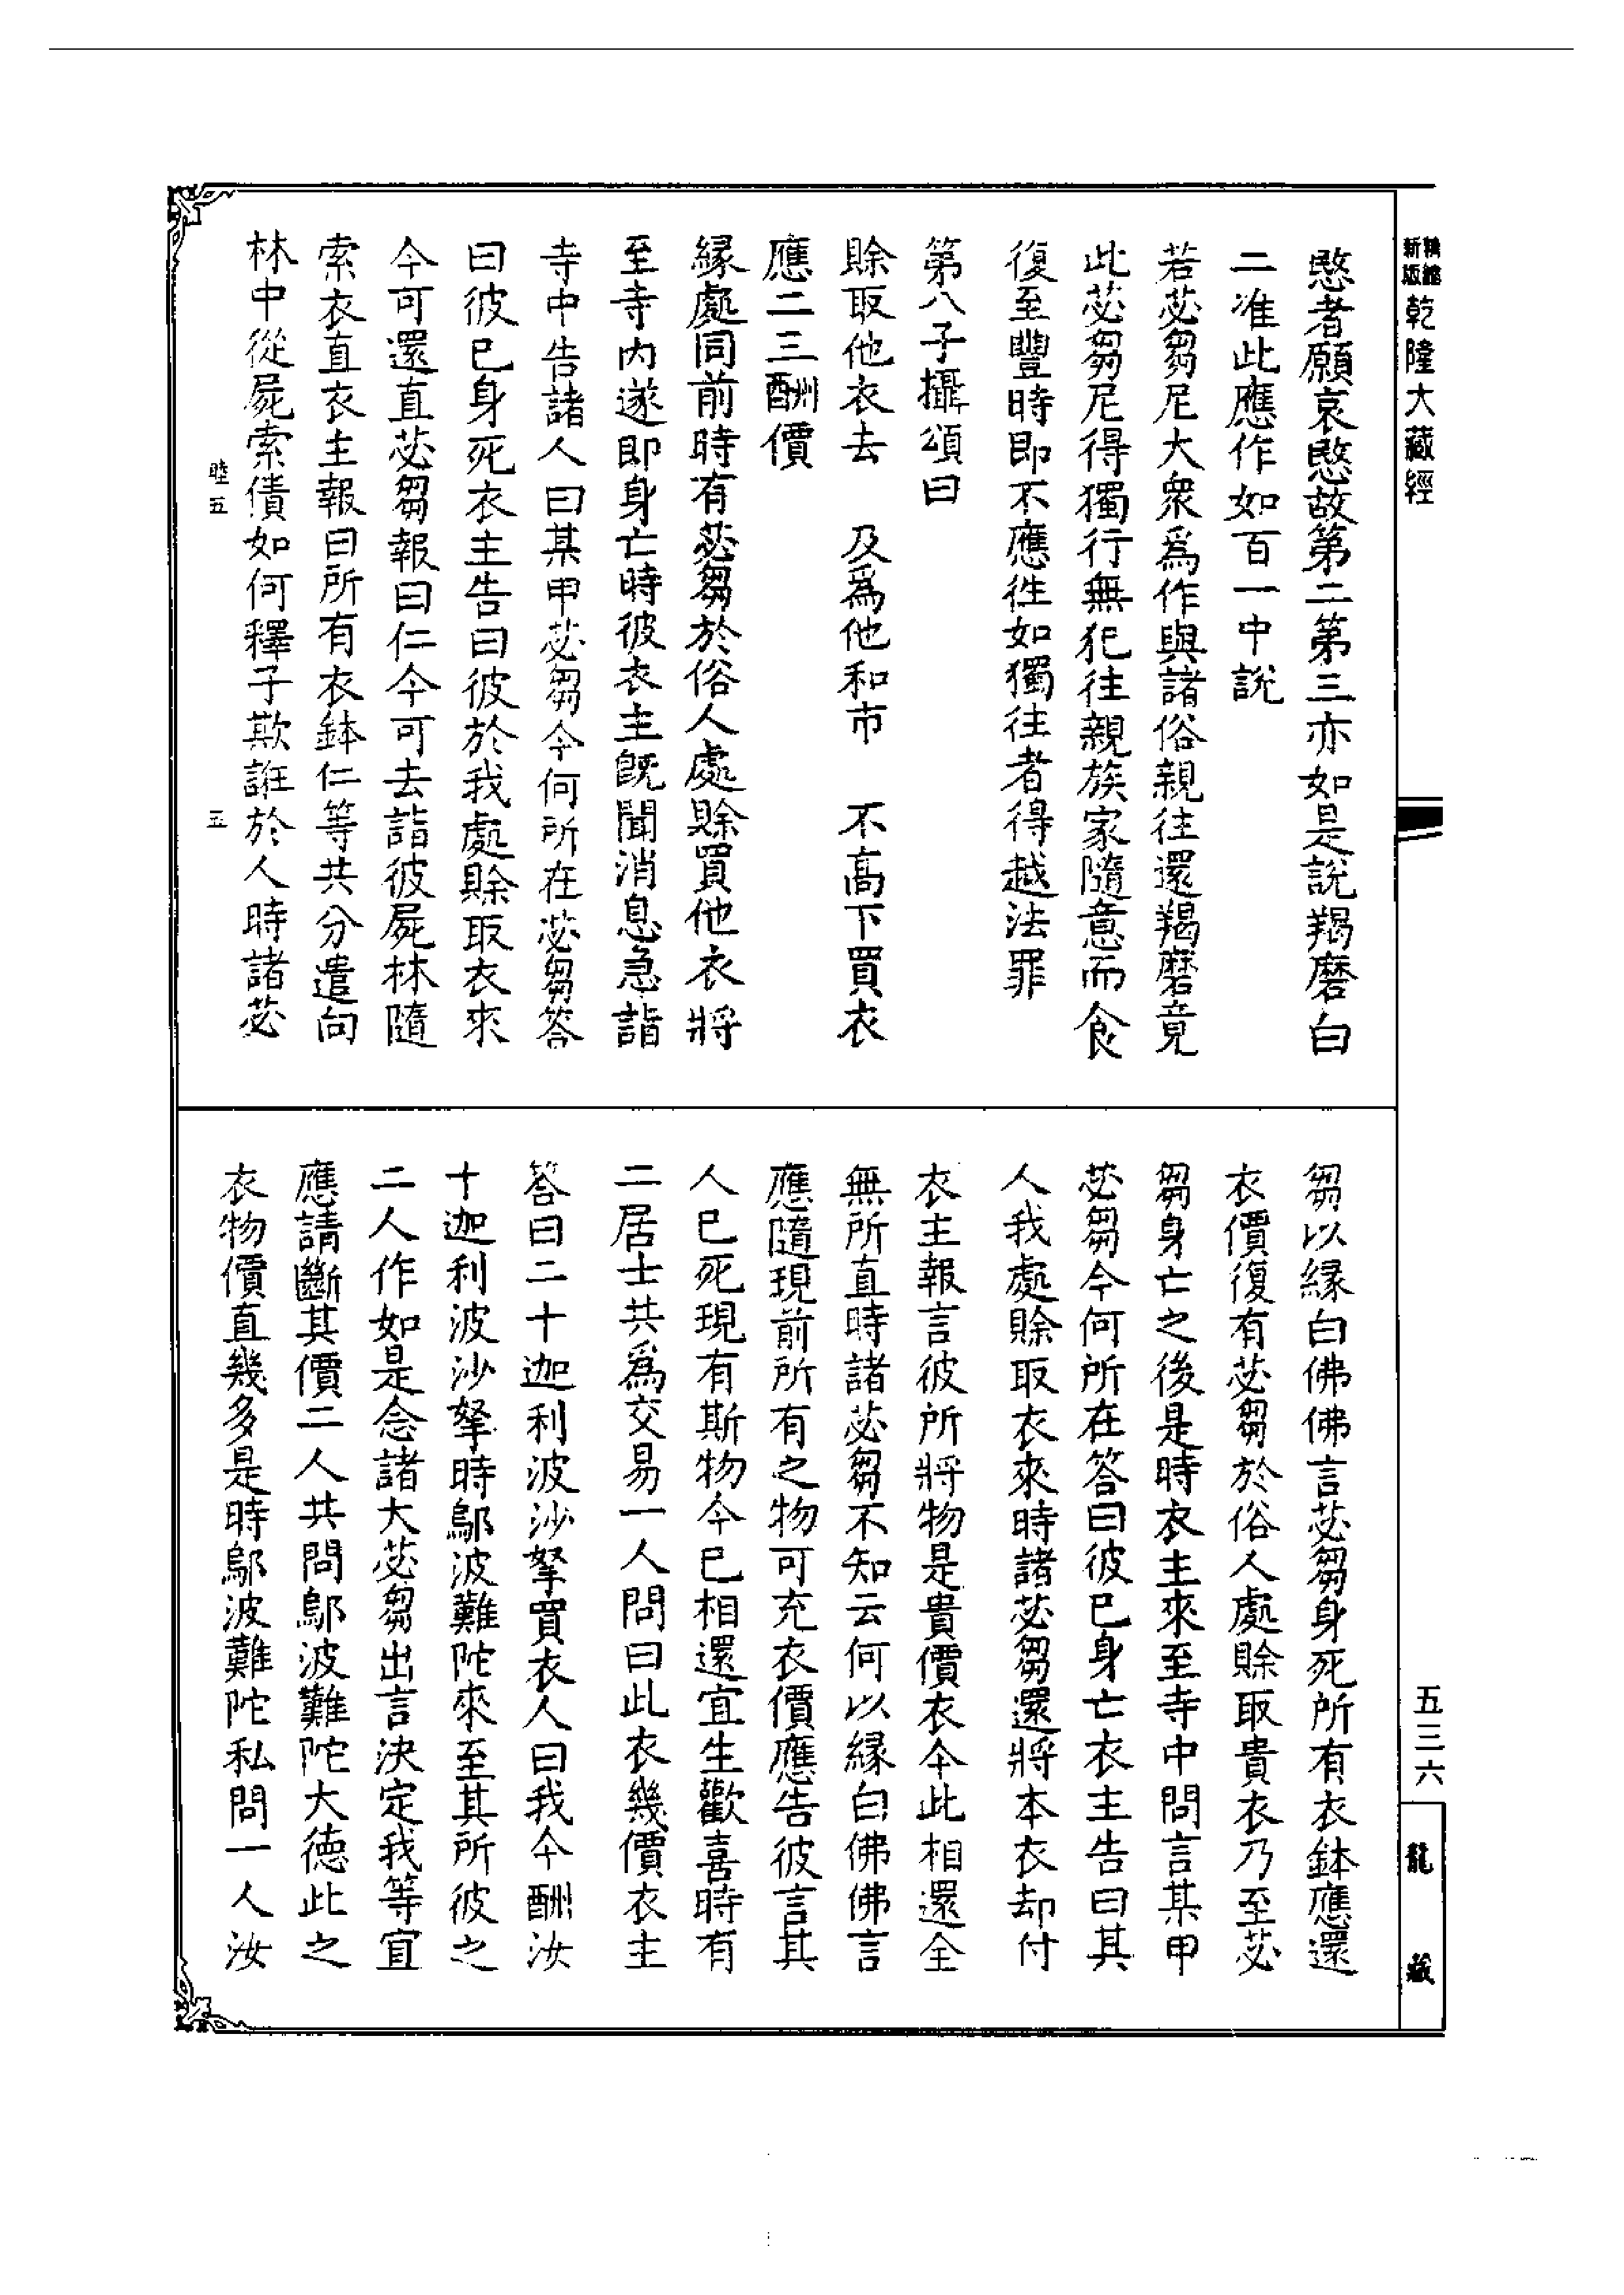 精縮
新版
乾隆大藏經
愍者願哀愍故第二第三亦如是說羯磨白
二准此應作如百一中說
若苾芻尼大衆爲作與諸俗親往還羯磨竟
此苾芻尼得獨行無犯往親族家隨意而食
復至豐時即不應徃如獨往者得越法罪
第八子攝頌曰
賖取他衣去 及爲他和市 不高下買衣
應二三酬價
緣處同前時有苾芻於俗人處賖買他衣將
至寺内遂即身亡時彼衣主旣聞消息急詣
寺中告諸人曰某甲苾芻今何所在苾芻答
曰彼已身死衣主告曰彼於我處賖取衣來
今可還直苾芻報曰仁今可去詣彼屍林隨
索衣直衣主報曰所有衣鉢仁等共分遣向
林中從屍索債如何釋子欺誑於人時諸苾
睦五
五
芻以緣白佛佛言苾芻身死所有衣鉢應還
衣價復有苾芻於俗人處賖取貴衣乃至苾
芻身亡之後是時衣主來至寺中問言某甲
苾芻今何所在答曰彼已身亡衣主告曰其
人我處賖取衣來時諸苾芻還將本衣却付
衣主報言彼所將物是貴價衣今此相還全
無所直時諸苾芻不知云何以緣白佛佛言
應隨現前所有之物可充衣價應告彼言其
人已死現有斯物今已相還宜生歡喜時有
二居士共爲交易一人問曰此衣幾價衣主
答曰二十迦利波沙拏買衣人曰我今酬汝
十迦利波沙拏時鄔波難陀來至其所彼之
二人作如是念諸大苾芻出言決定我等宜
應請斷其價二人共問鄔波難陀大德此之
衣物價直幾多是時鄔波難陀私問一人汝
五三六
龍藏